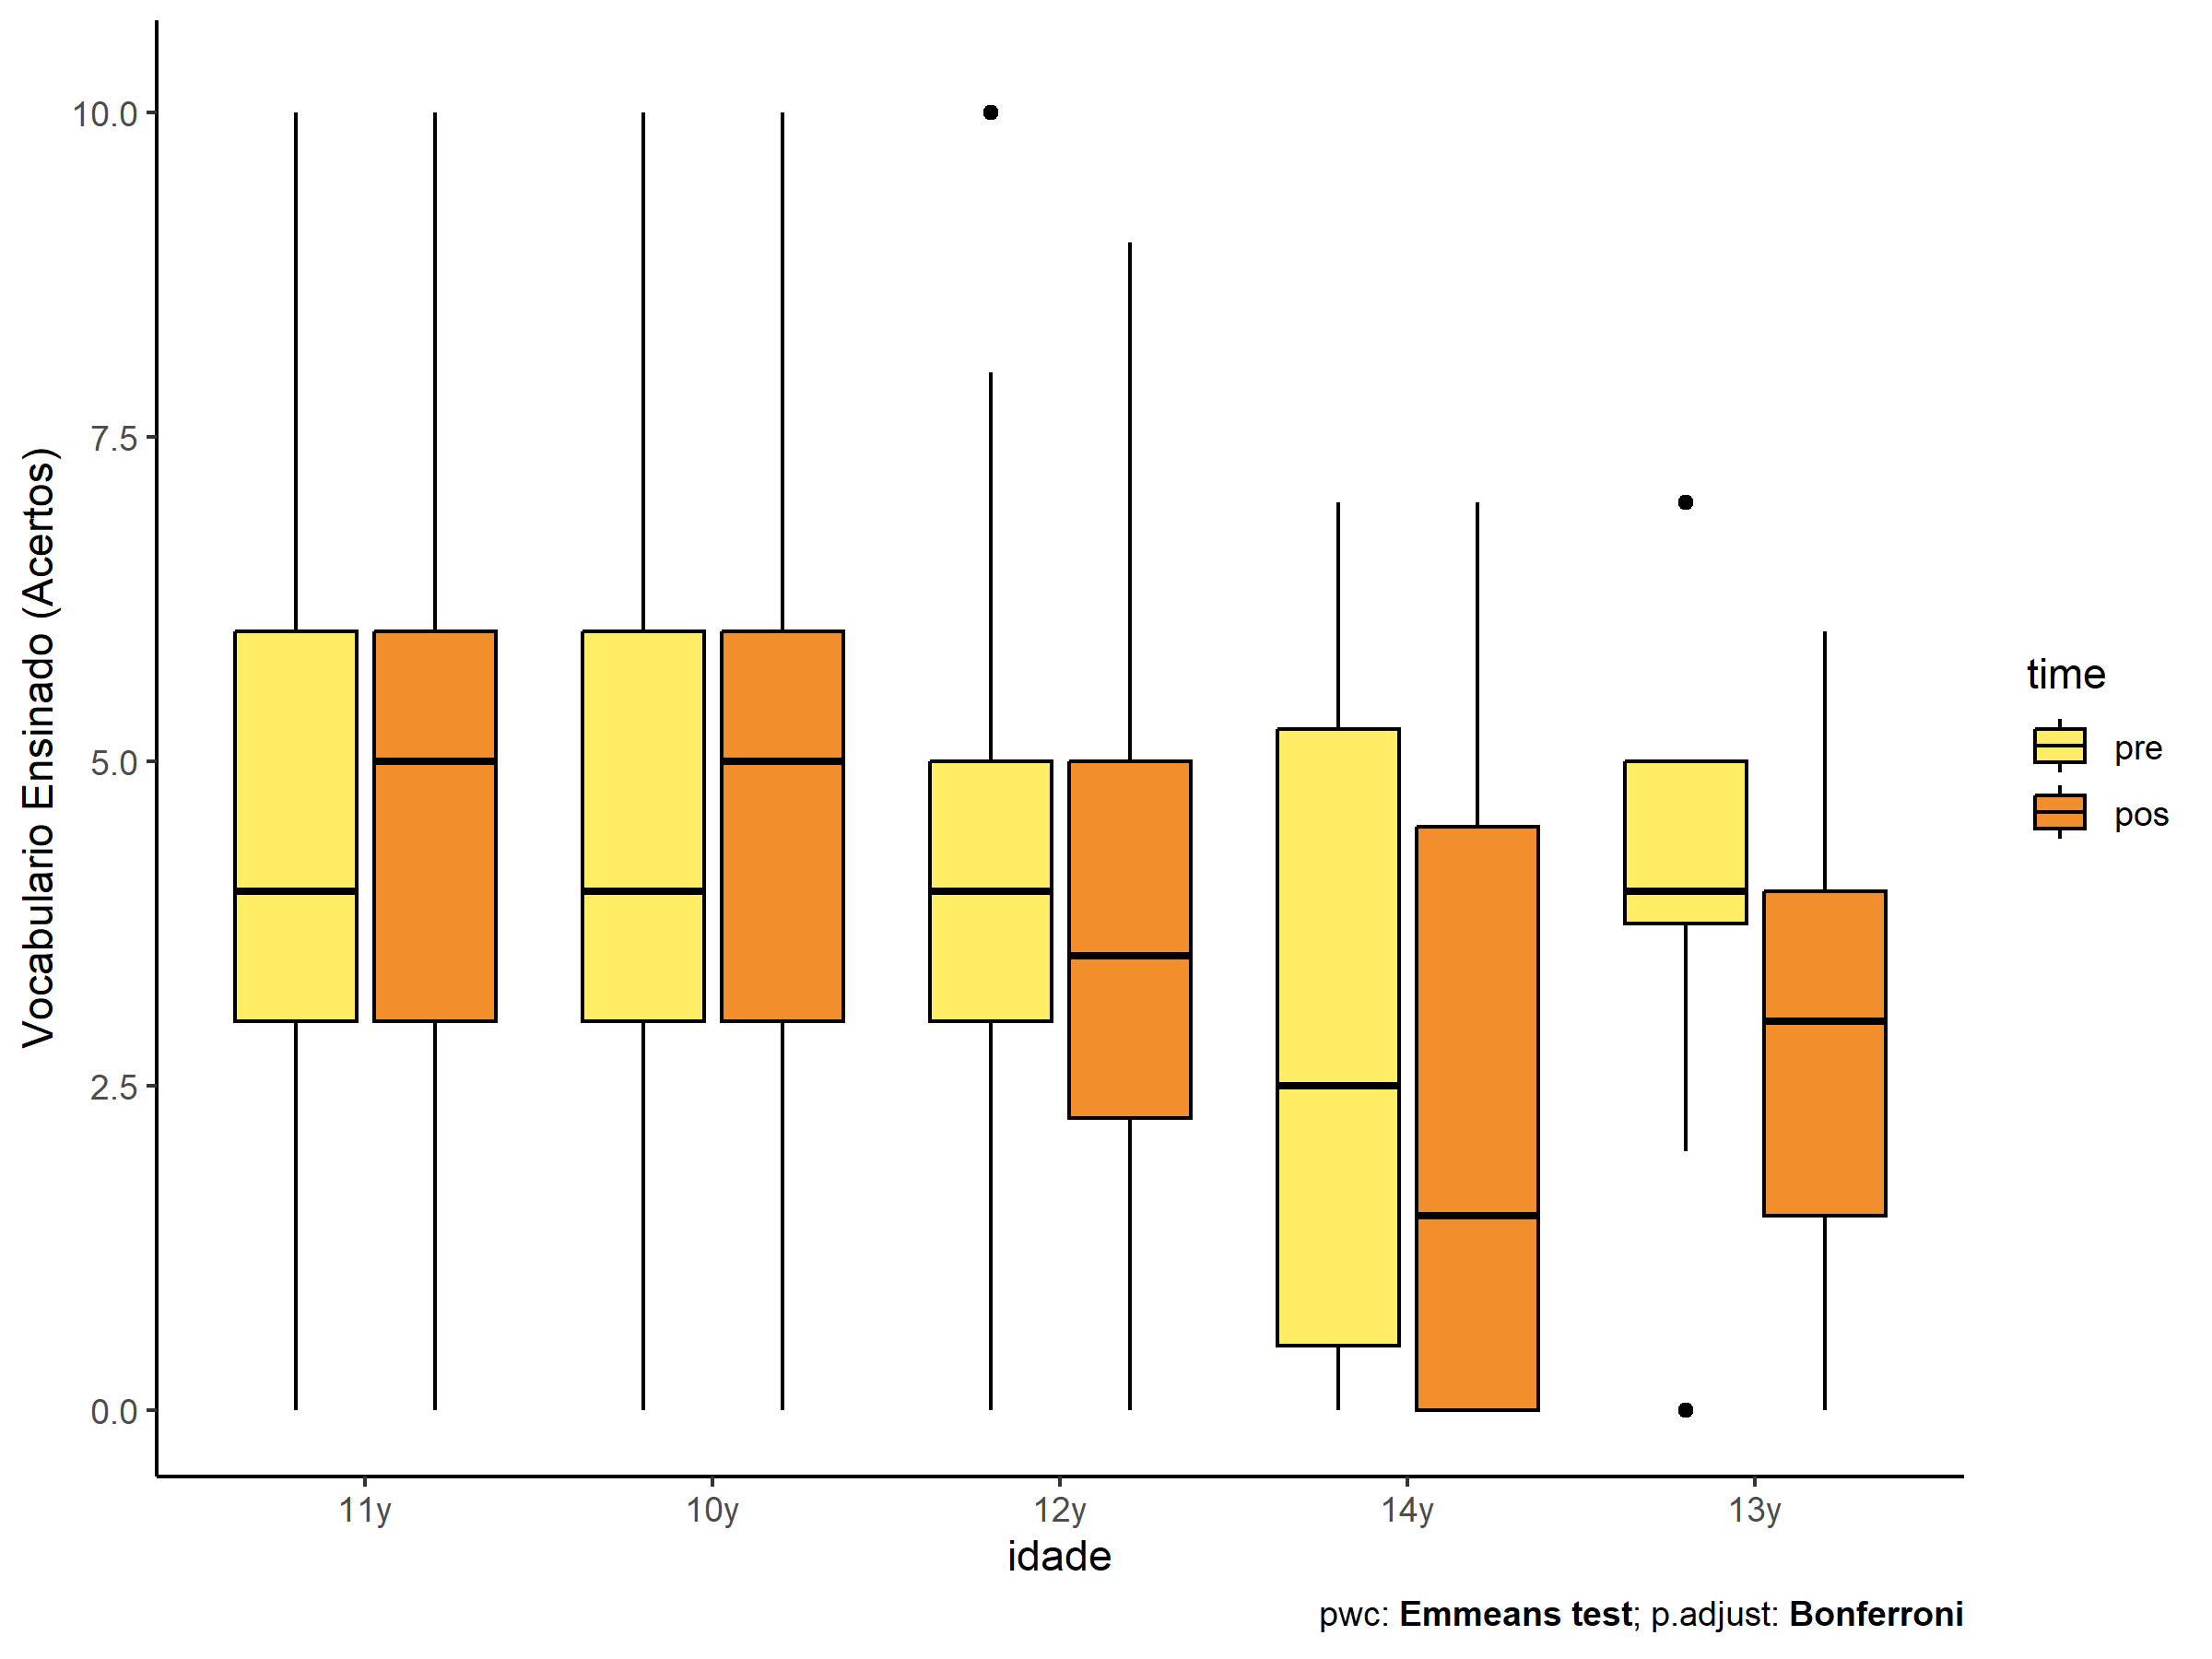 Vocabulario Ensinado (Acertos)
10.0
7.5
5.0
2.5
0.0
11y
10y
12y
14y
13y
idade
time
pre
pos
pwc: Emmeans test; p.adjust: Bonferroni